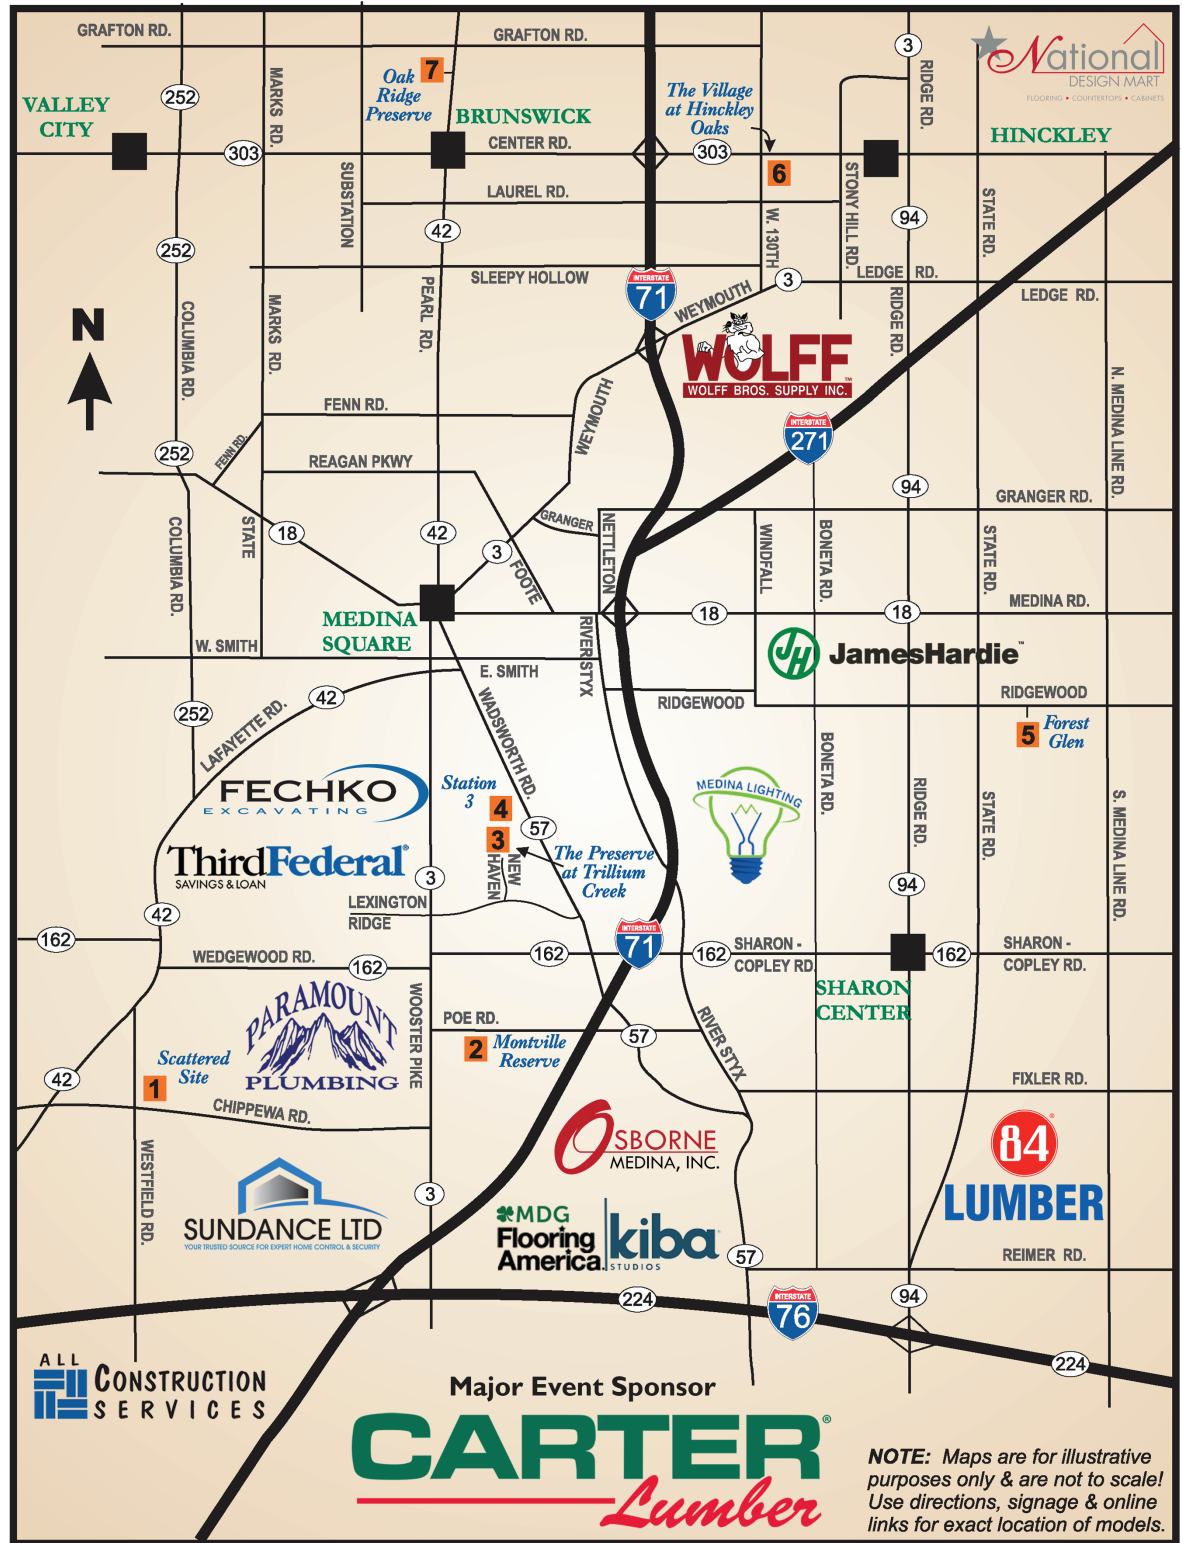 GRAFTON RD.
GRAFTON RD.
3
National
DESIGN MART
FLOORING • COUNTERTOPS • CABINETS
7
Oak
Ridge
Preserve
252
MARKS RD.
RIDGE RD.
The Village
at Hinckley
Oaks
VALLEY
CITY
BRUNSWICK
HINCKLEY
303
CENTER RD.
303
6
SUBSTATION
LAUREL RD.
STONY HILL RD.
STATE RD.
W. 130TH
94
42
252
SLEEPY HOLLOW
INTERSTATE
71
3
LEDGE RD.
LEDGE RD.
WEYMOUTH
PEARL RD.
RIDGE RD.
COLUMBIA RD.
MARKS RD.
N
WOLFF
WOLFF BROS. SUPPLY INC.
™
FENN RD.
WEYMOUTH
N. MEDINA LINE RD.
INTERSTATE
271
FENN RD.
252
REAGAN PKWY
94
GRANGER RD.
GRANGER
NETTLETON
COLUMBIA RD.
STATE
18
42
3
FOOTE
WINDFALL
BONETA RD.
STATE RD.
MEDINA RD.
18
18
MEDINA
SQUARE
W. SMITH
E. SMITH
RIVERSTYX
JH
JamesHardie™
RIDGEWOOD
RIDGEWOOD
42
252
LAFAYETTE RD.
WADSWORTH RD.
5
Forest
Glen
BONETA RD.
FECHKO
EXCAVATING
Station
3
4
3
57
MEDINA LIGHTING
RIDGE RD.
STATE RD.
S. MEDINA LINE RD.
ThirdFederal®
SAVINGS & LOAN
NEW
HAVEN
The Preserve
at Trillium
Creek
3
94
LEXINGTON
RIDGE
42
162
INTERSTATE
71
162
162
SHARON -
COPLEY RD.
162
SHARON -
COPLEY RD.
WEDGEWOOD RD.
162
SHARON
CENTER
PARAMOUNT
PLUMBING
WOOSTER PIKE
POE RD.
RIVER STYX
57
2
Montville
Reserve
Scattered
Site
1
42
FIXLER RD.
CHIPPEWA RD.
WESTFIELD RD.
OSBORNE
MEDINA, INC.
84®
LUMBER
SUNDANCE LTD
YOUR TRUSTED SOURCE FOR EXPERT HOME CONTROL & SECURITY
3
MDG
Flooring
America.
kiba
STUDIOS
57
REIMER RD.
224
INTERSTATE
76
94
224
ALL
CONSTRUCTION
SERVICES
Major Event Sponsor
CARTER®
Lumber
NOTE: Maps are for illustrative
purposes only & are not to scale!
Use directions, signage & online
links for exact location of models.